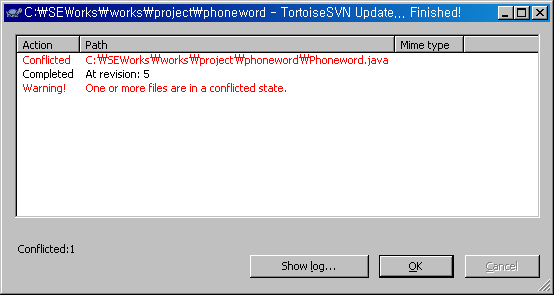 C:₩SEWorks₩works₩project₩phoneword - TortoiseSVN Update... Finished!
Action Path Mime type
Conflicted C:₩SEWorks₩works₩project₩phoneword₩Phoneword.java
Completed At revision: 5
Warning! One or more files are in a conflicted state.
Conflicted:1
Show log... OK Cancel